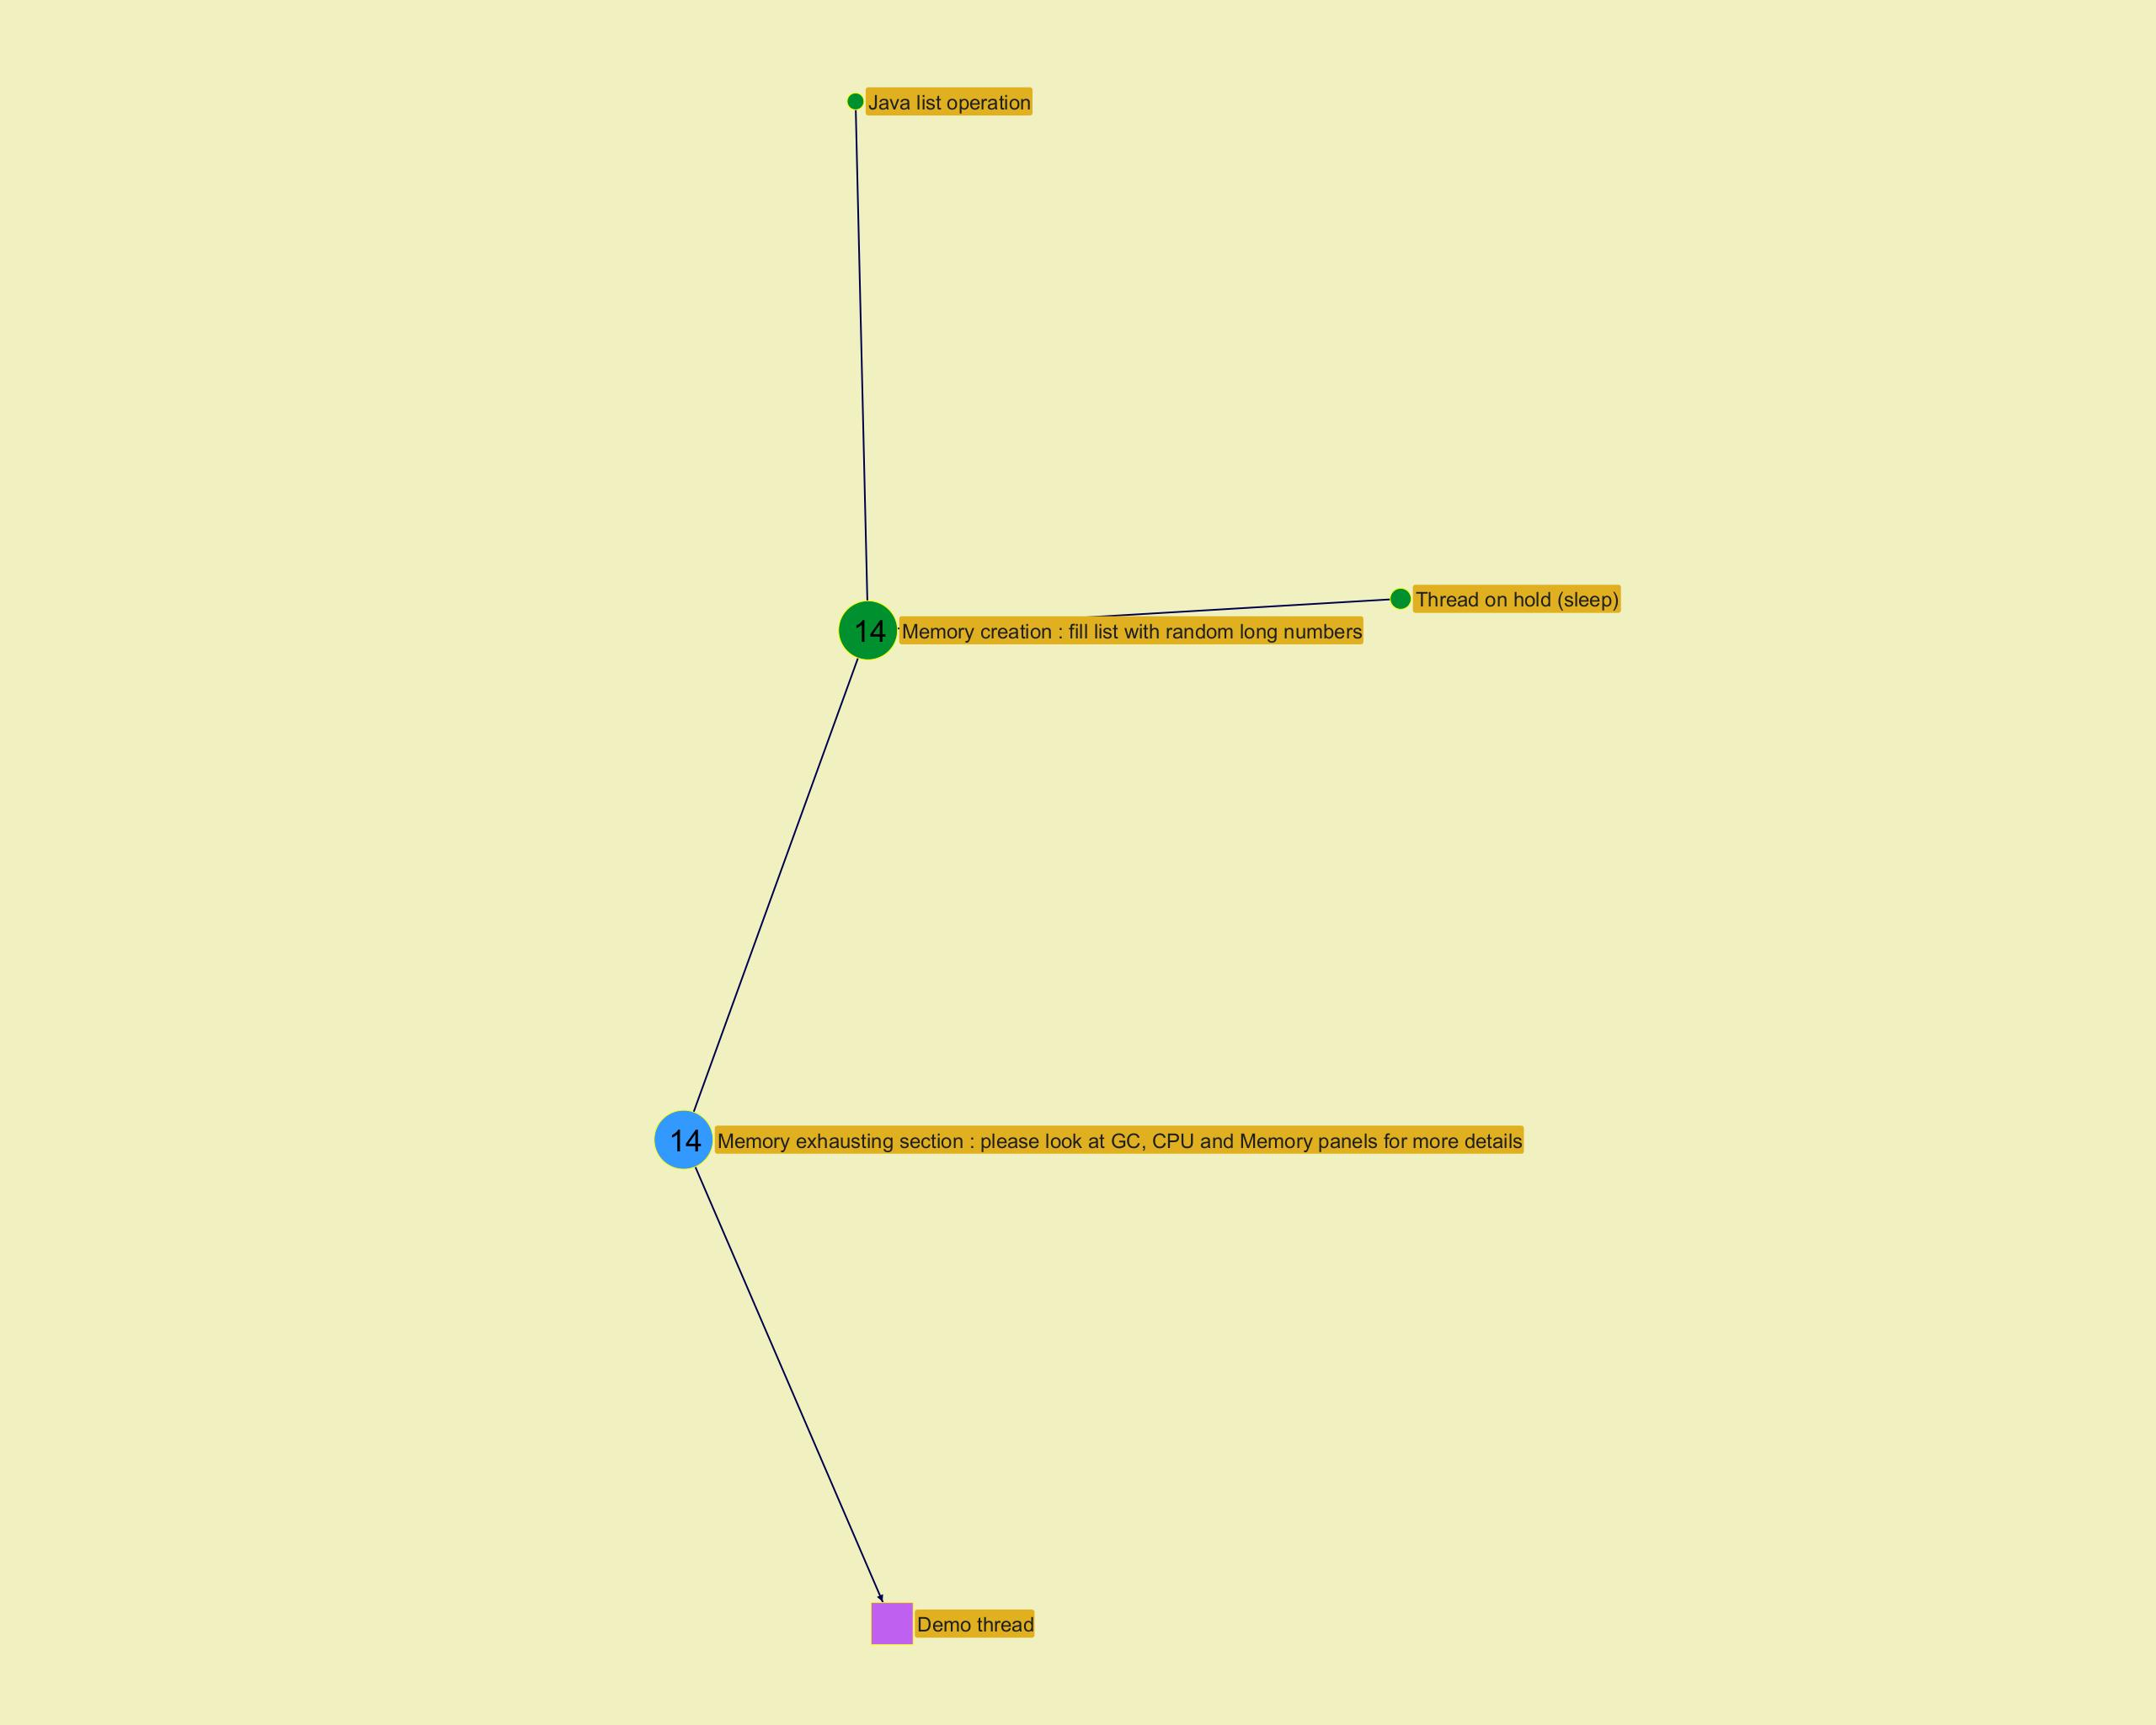 Java list operation
Thread on hold (sleep)
14 Memory creation : fill list with random long numbers
14 Memory exhausting section : please look at GC, CPU and Memory panels for more details
Demo thread